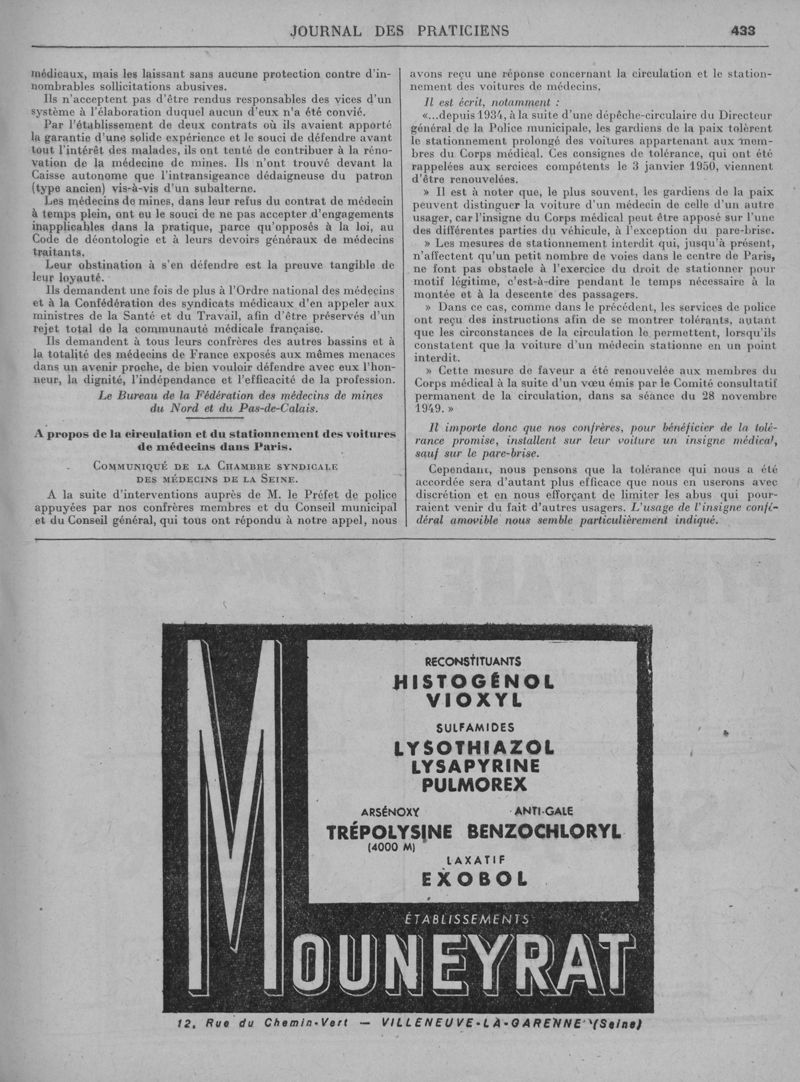 JOURNAL DES PRATICIENS 433
médicaux, mais les laissant sans aucune protection contre d'in-
nombrables sollicitations abusives.
Ils n'acceptent pas d'être rendus responsables des vices d'un
système à l'élaboration duquel aucun d'eux n'a été convié.
Par l'établissement de deux contrats où ils avaient apporté
la garantie d'une solide expérience et le souci de défendre avant
tout l'intérêt des malades, ils ont tenté de contribuer à la réno-
vation de la médecine de mines. Ils n'ont trouvé devant la
Caisse autonome que l'intransigeance dédaigneuse du patron
(type ancien) vis-à-vis d'un subalterne.
Les médecins de mines, dans leur refus du contrat de médecin
à temps plein, ont eu le souci de ne pas accepter d'engagements
inapplicables dans la pratique, parce qu'opposés à la loi, au
Code de déontologie et à leurs devoirs généraux de médecins
traitants.
Leur obstination à s'en défendre est la preuve tangible de
leur loyauté.
Ils demandent une fois de plus à l'Ordre national des médecins
et à la Confédération des syndicats médicaux d'en appeler aux
ministres de la Santé et du Travail, afin d'être préservés d'un
rejet total de la communauté médicale française.
Ils demandent à tous leurs confrères des autres bassins et à
la totalité des médecins de France exposés aux mêmes menaces
dans un avenir proche, de bien vouloir défendre avec eux l'hon-
neur, la dignité, l'indépendance et l'efficacité de la profession.
Le Bureau de la Fédération des médecins de mines
du Nord et du Pas-de-Calais.
A propos de la circulation et du stationnement des voitures
de médecins dans Paris.
COMMUNIQUÉ DE LA CHAMBRE SYNDICALE
DES MÉDECINS DE LA SEINE.
A la suite d'interventions auprès de M. le Préfet de police
appuyées par nos confrères membres et du Conseil municipal
et du Conseil général, qui tous ont répondu à notre appel, nous
avons reçu une réponse concernant la circulation et le station-
nement des voitures de médecins.
Il est écrit, notamment :
«...depuis 1934, à la suite d'une dépêche-circulaire du Directeur
général de la Police municipale, les gardiens de la paix tolèrent
le stationnement prolongé des voitures appartenant aux mem-
bres du Corps médical. Ces consignes de tolérance, qui ont été
rappelées aux sercices compétents le 3 janvier 1950, viennent
d'être renouvelées.
» Il est à noter que, le plus souvent, les gardiens de la paix
peuvent distinguer la voiture d'un médecin de celle d'un autre
usager, car l'insigne du Corps médical peut être apposé sur l'une
des différentes parties du véhicule, à l'exception du pare-brise.
» Les mesures de stationnement interdit qui, jusqu'à présent,
n'affectent qu'un petit nombre de voies dans le centre de Paris,
ne font pas obstacle à l'exercice du droit de stationner pour
motif légitime, c'est-à-dire pendant le temps nécessaire à la
montée et à la descente des passagers.
» Dans ce cas, comme dans le précédent, les services de police
ont reçu des instructions afin de se montrer tolérants, autant
que les circonstances de la circulation le permettent, lorsqu'ils
constatent que la voiture d'un médecin stationne en un point
interdit.
» Cette mesure de faveur a été renouvelée aux membres du
Corps médical à la suite d'un vœu émis par le Comité consultatif
permanent de la circulation, dans sa séance du 28 novembre
1949. »
Il importe donc que nos confrères, pour bénéficier de la tolé-
rance promise, installent sur leur voiture un insigne médical,
sauf sur le pare-brise.
Cependant, nous pensons que la tolérance qui nous a été
accordée sera d'autant plus efficace que nous en userons avec
discrétion et en nous efforçant de limiter les abus qui pour-
raient venir du fait d'autres usagers. L'usage de l'insigne confé-
déral amovible nous semble particulièrement indiqué.
RECONSTITUANTS
HISTOGÉNOL
VIOXYL
SULFAMIDES
LYSOTHIAZOL
LYSAPYRINE
PULMOREX
ARSÉNOXY ANTI-GALE
TRÉPOLYSINE BENZOCHLORYL
(4000 M)
LAXATIF
EXOBOL
ÉTABLISSEMENTS
MOUNEYRAT
12, Rue du Chemin-Vert — VILLENEUVE-LA-GARENNE (Seine)